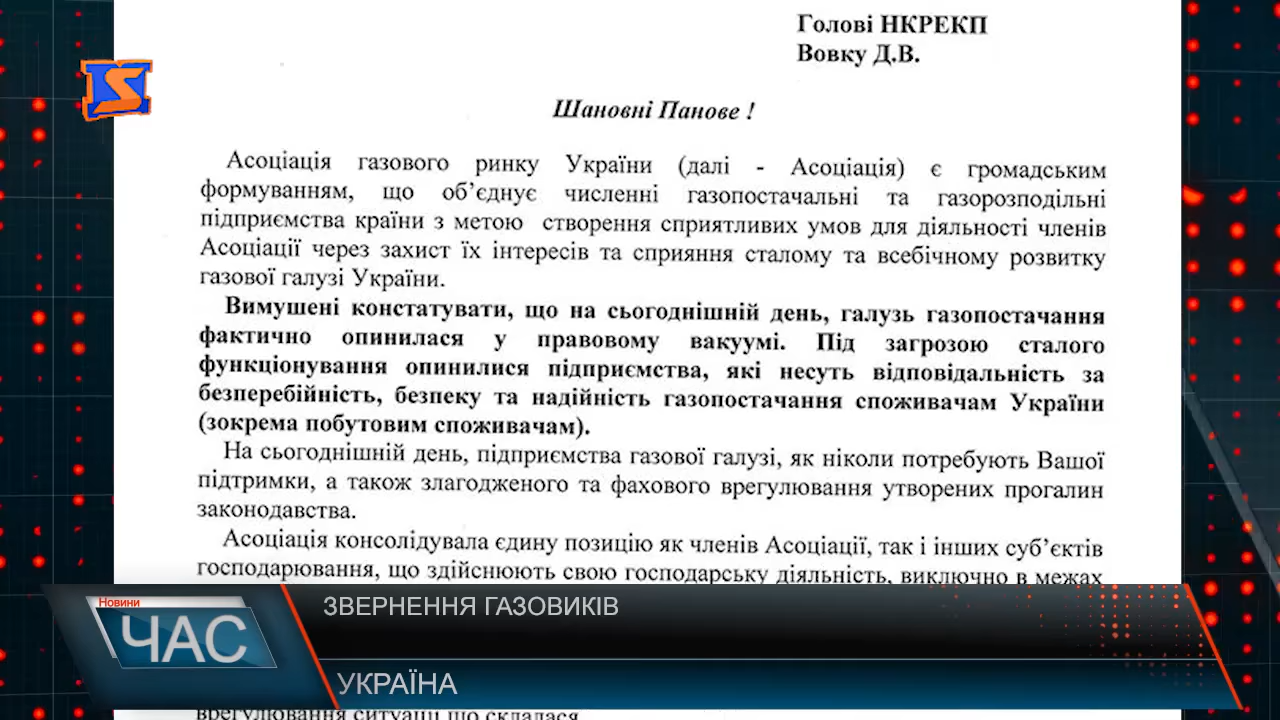 Голові НКРЕКП
Вовку Д.В.
Шановні Панове !
Асоціація газового ринку України (далі - Асоціація) є громадським
формуванням, що об’єднує численні газопостачальні та газорозподільні
підприємства країни з метою створення сприятливих умов для діяльності членів
Асоціації через захист їх інтересів та сприяння сталому та всебічному розвитку
газової галузі України.
Вимушені констатувати, що на сьогоднішній день, галузь газопостачання
фактично опинилася у правовому вакуумі. Під загрозою сталого
функціонування опинилися підприємства, які несуть відповідальність за
безперебійність, безпеку та надійність газопостачання споживачам України
(зокрема побутовим споживачам).
На сьогоднішній день, підприємства газової галузі, як ніколи потребують Вашої
підтримки, а також злагодженого та фахового врегулювання утворених прогалин
законодавства.
Асоціація консолідувала єдину позицію як членів Асоціації, так і інших суб’єктів
господарювання, що здійснюють свою господарську діяльність, виключно в межах
Новини
ЧАС
ЗВЕРНЕННЯ ГАЗОВИКІВ
УКРАЇНА
врегулювання ситуації що склалася